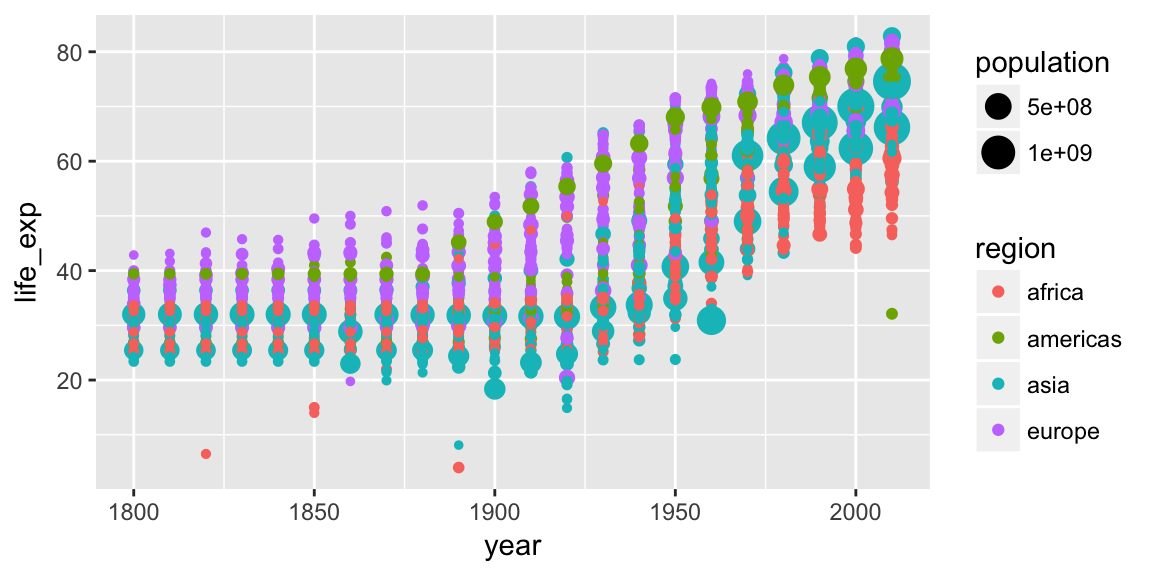 80
60
40
20
life_exp
1800 1850 1900 1950 2000
year
population
5e+08
1e+09
region
africa
americas
asia
europe